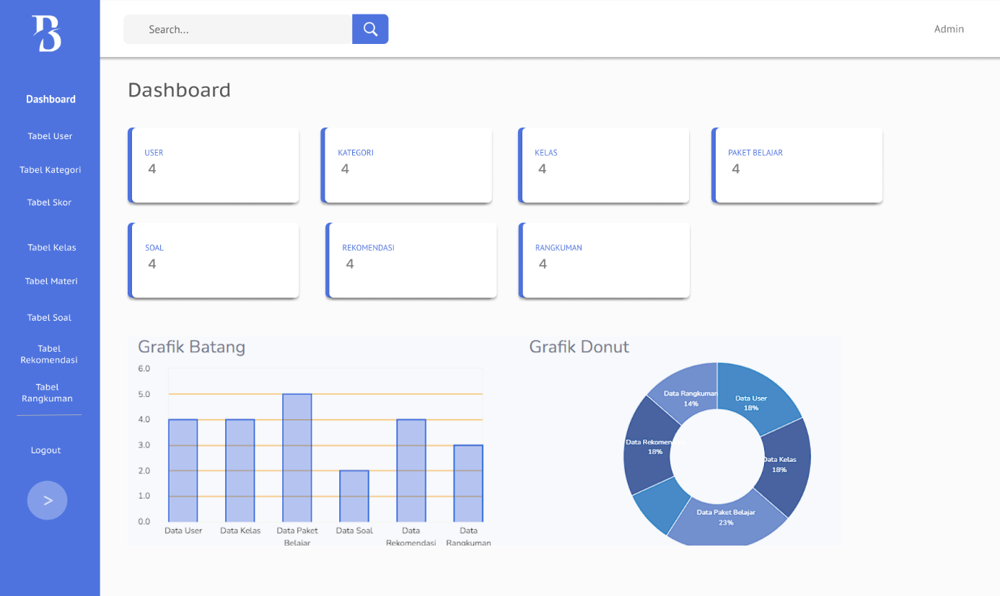 B
Search...
Admin
Dashboard
Tabel User
Tabel Kategori
Tabel Skor
Tabel Kelas
Tabel Materi
Tabel Soal
Tabel
Rekomendasi
Tabel
Rangkuman
Logout
>
Dashboard
USER
4
KATEGORI
4
KELAS
4
PAKET BELAJAR
4
SOAL
4
REKOMENDASI
4
RANGKUMAN
4
Grafik Batang
6.0
5.0
4.0
3.0
2.0
1.0
0.0
Data User
Data Kelas
Data Paket
Belajar
Data Soal
Data
Rekomendasi
Data
Rangkuman
Grafik Donut
Data Rangkuman
14%
Data User
18%
Data Rekomen
18%
Data Kelas
18%
Data Paket Belajar
23%